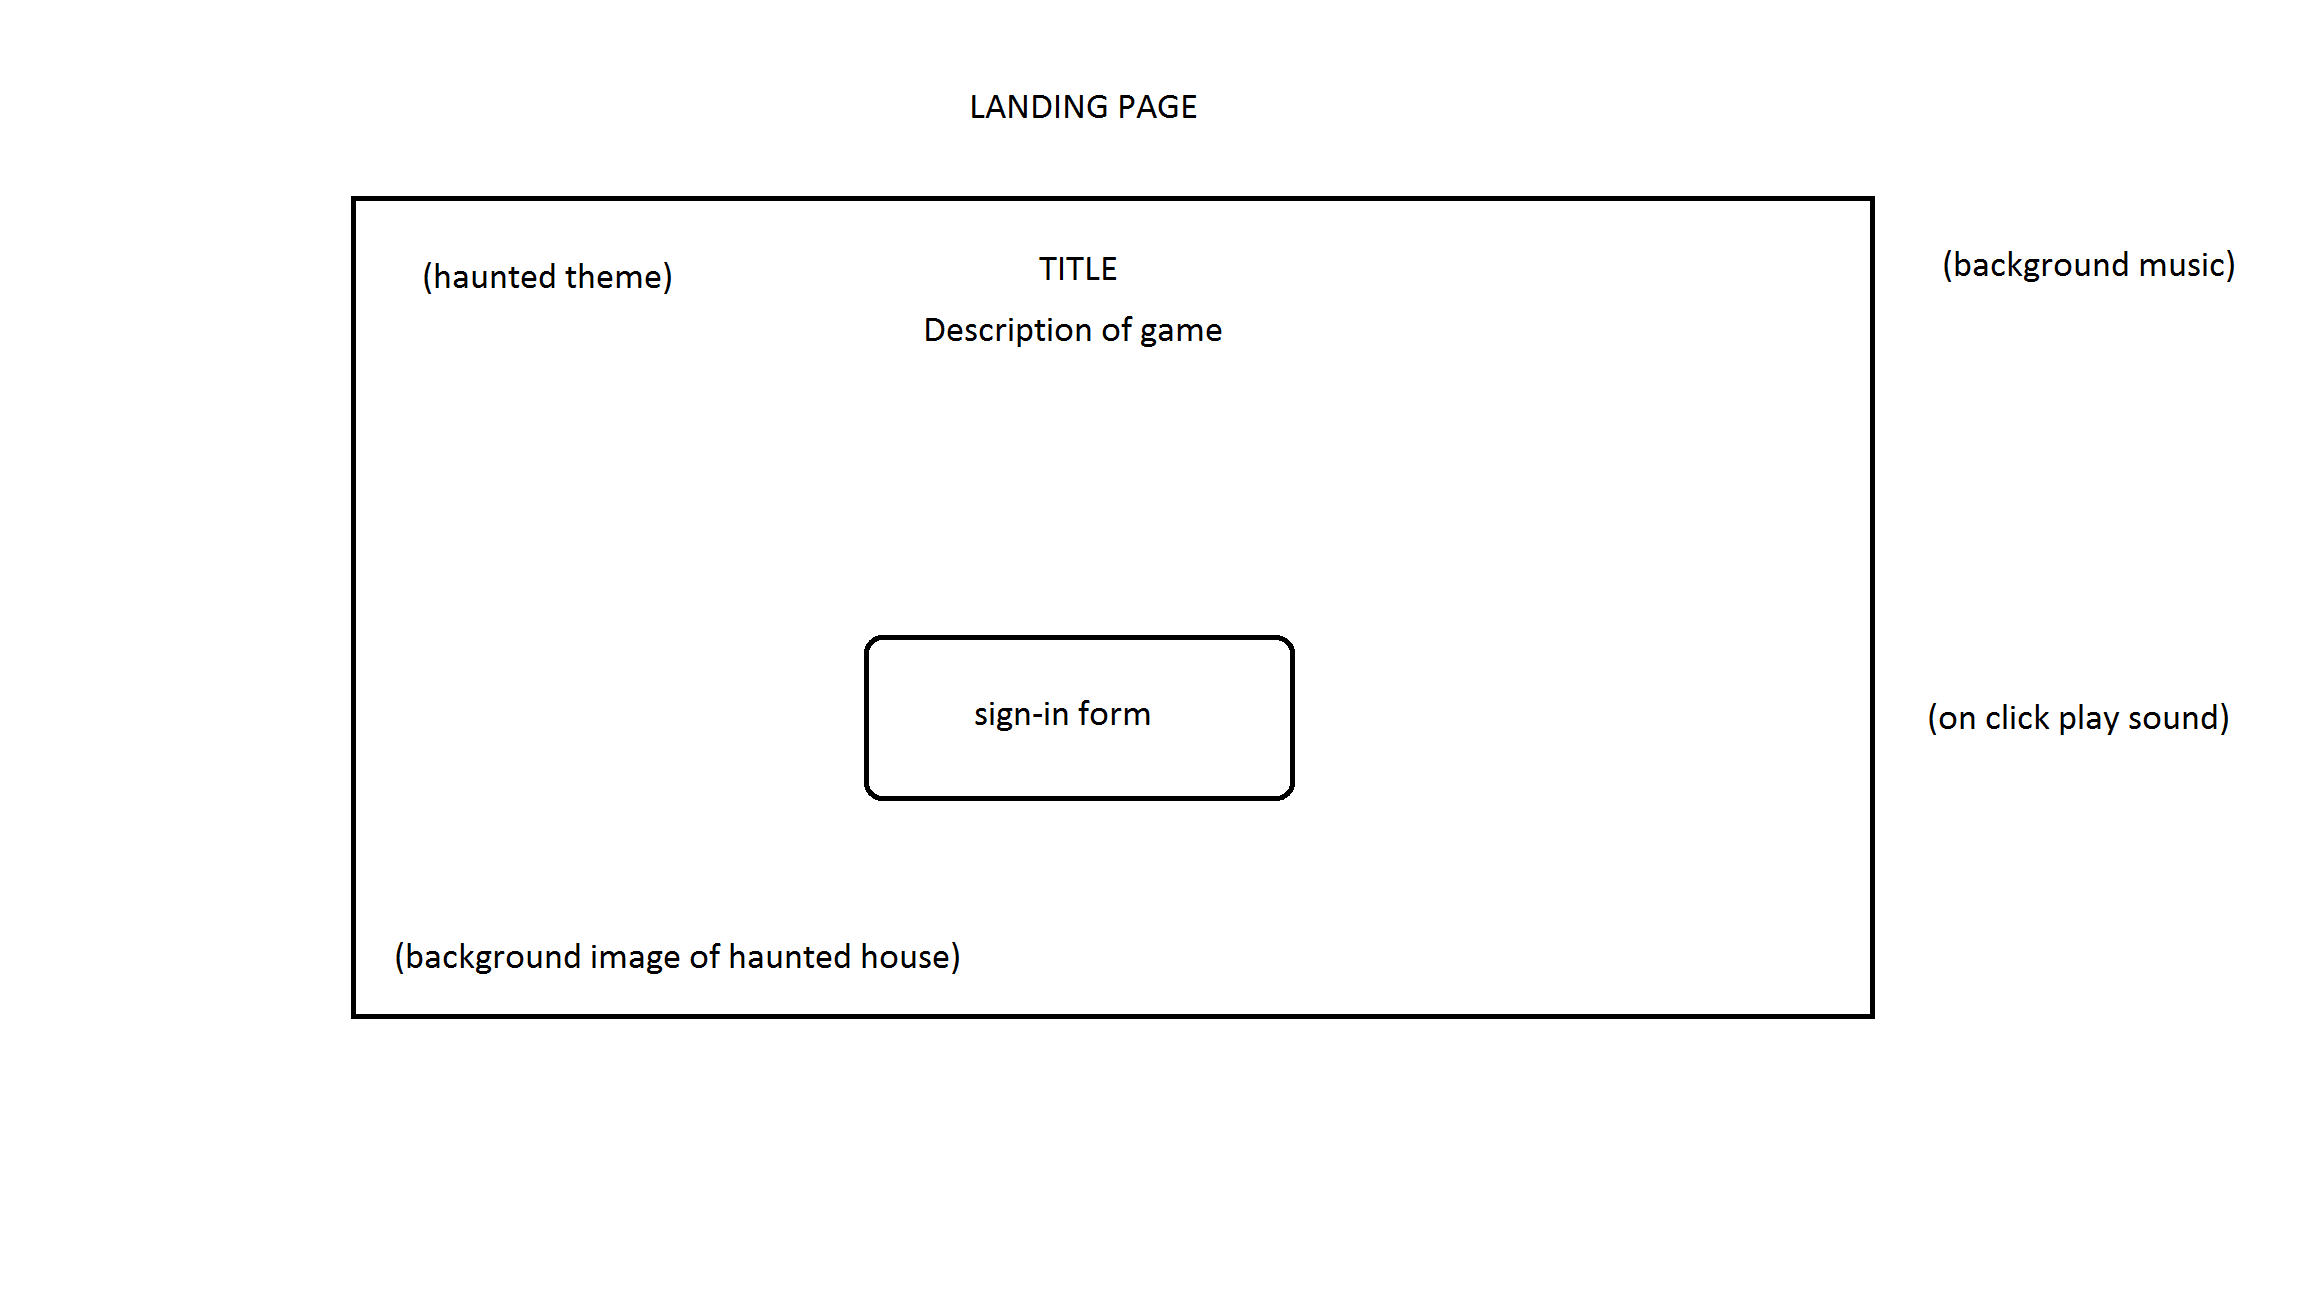 LANDING PAGE
(haunted theme)
TITLE
(background music)
Description of game
sign-in form
(on click play sound)
(background image of haunted house)